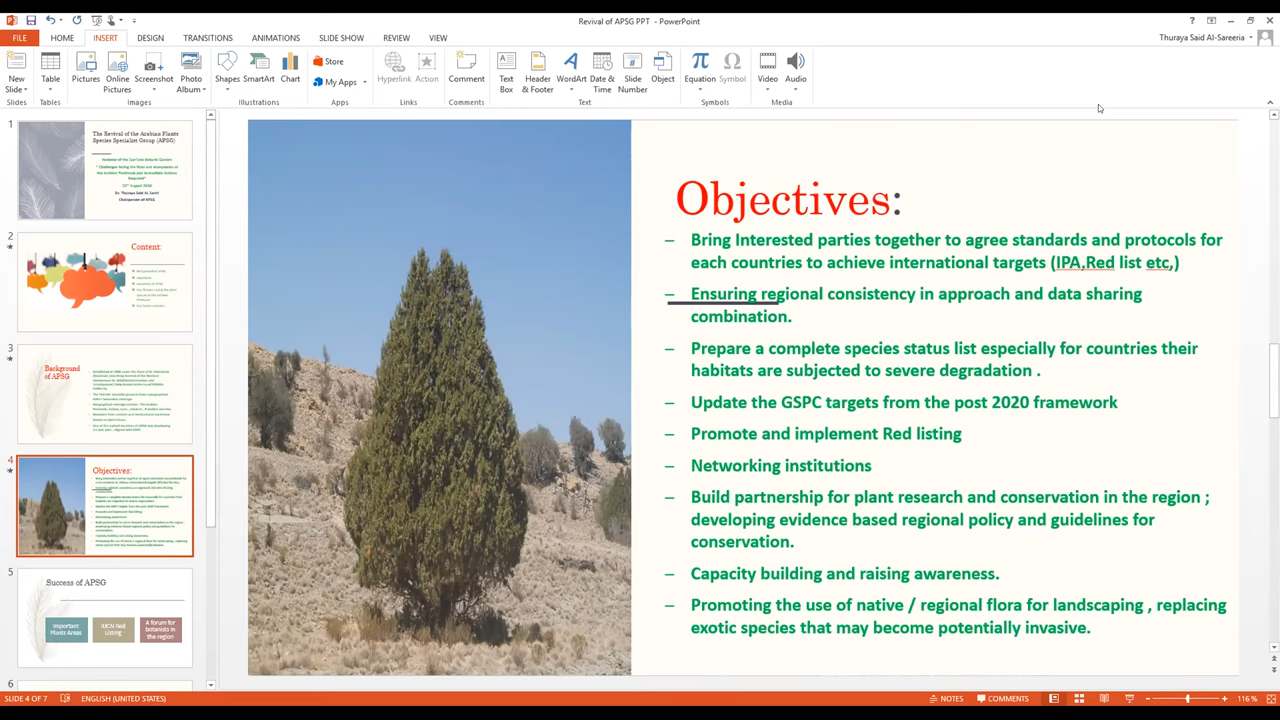 Revival of APSG PPT - PowerPoint
FILE HOME INSERT DESIGN TRANSITIONS ANIMATIONS SLIDE SHOW REVIEW VIEW
Thuraya Said Al-Sareeria
New Slide
Table
Pictures
Online Pictures
Screenshot
Photo Album
Shapes
SmartArt
Chart
Store
My Apps
Hyperlink
Action
Comment
Text Box
Header & Footer
WordArt
Date & Time
Slide Number
Object
Equation
Symbol
Video
Audio
Slides Tables Images Illustrations Apps Links Comments Text Symbols Media
1
The Revival of the Arabian Plants
Species Specialist Group (APSG)
2
Content:
3
Background
of APSG
4
Objectives:
5
Success of APSG
Important Plants Areas
IUCN Red Listing
A forum for botanists in the region
6
Objectives:
– Bring Interested parties together to agree standards and protocols for
each countries to achieve international targets (IPA,Red list etc,)
– Ensuring regional consistency in approach and data sharing
combination.
– Prepare a complete species status list especially for countries their
habitats are subjected to severe degradation .
– Update the GSPC targets from the post 2020 framework
– Promote and implement Red listing
– Networking institutions
– Build partnership for plant research and conservation in the region ;
developing evidence based regional policy and guidelines for
conservation.
– Capacity building and raising awareness.
– Promoting the use of native / regional flora for landscaping , replacing
exotic species that may become potentially invasive.
SLIDE 4 OF 7 ENGLISH (UNITED STATES) NOTES COMMENTS 116 %